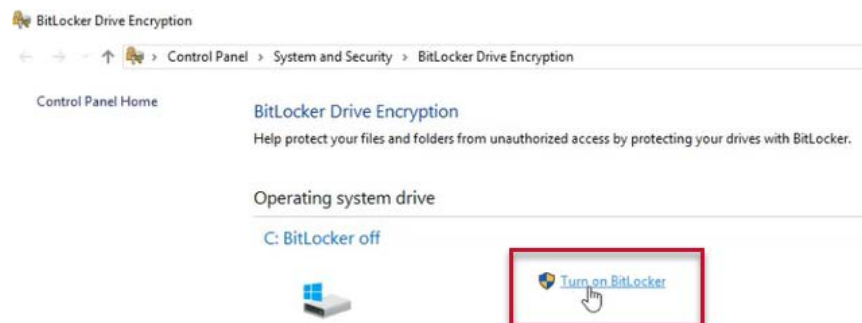 BitLocker Drive Encryption
Control Panel > System and Security > BitLocker Drive Encryption
Control Panel Home
BitLocker Drive Encryption
Help protect your files and folders from unauthorized access by protecting your drives with BitLocker.
Operating system drive
C: BitLocker off
Turn on BitLocker